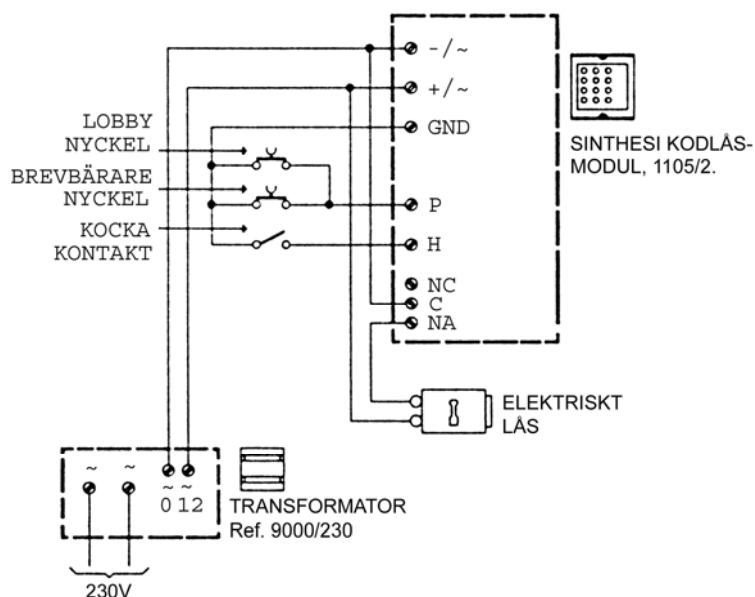 -/~
+/~
LOBBY
NYCKEL
GND
SINTHESI KODLÅS-
MODUL, 1105/2.
BREVBÄRARE
NYCKEL
P
KOCKA
KONTAKT
H
NC
C
NA
ELEKTRISKT
LÅS
~ ~
~ ~
0 12
TRANSFORMATOR
Ref. 9000/230
230V